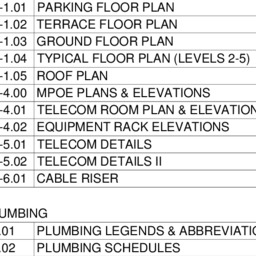 -1.01 PARKING FLOOR PLAN
-1.02 TERRACE FLOOR PLAN
-1.03 GROUND FLOOR PLAN
-1.04 TYPICAL FLOOR PLAN (LEVELS 2-5)
-1.05 ROOF PLAN
-4.00 MPOE PLANS & ELEVATIONS
-4.01 TELECOM ROOM PLAN & ELEVATION
-4.02 EQUIPMENT RACK ELEVATIONS
-5.01 TELECOM DETAILS
-5.02 TELECOM DETAILS II
-6.01 CABLE RISER
UMBING
.01 PLUMBING LEGENDS & ABBREVIATIO
.02 PLUMBING SCHEDULES